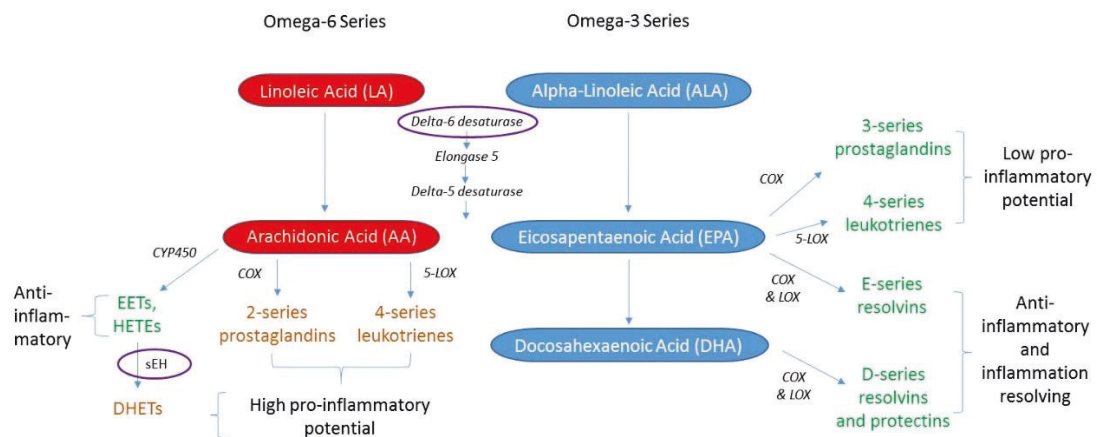 Omega-6 Series
Omega-3 Series
Linoleic Acid (LA)
Alpha-Linoleic Acid (ALA)
Delta-6 desaturase
Elongase 5
Delta-5 desaturase
Arachidonic Acid (AA)
Eicosapentaenoic Acid (EPA)
Docosahexaenoic Acid (DHA)
CYP450
COX
5-LOX
Anti-
inflam-
matory
EETs,
HETEs
sEH
DHETs
2-series
prostaglandins
4-series
leukotrienes
High pro-inflammatory
potential
COX
5-LOX
COX
& LOX
COX
& LOX
3-series
prostaglandins
4-series
leukotrienes
Low pro-
inflammatory
potential
E-series
resolvins
D-series
resolvins
and protectins
Anti-
inflammatory
and
inflammation
resolving